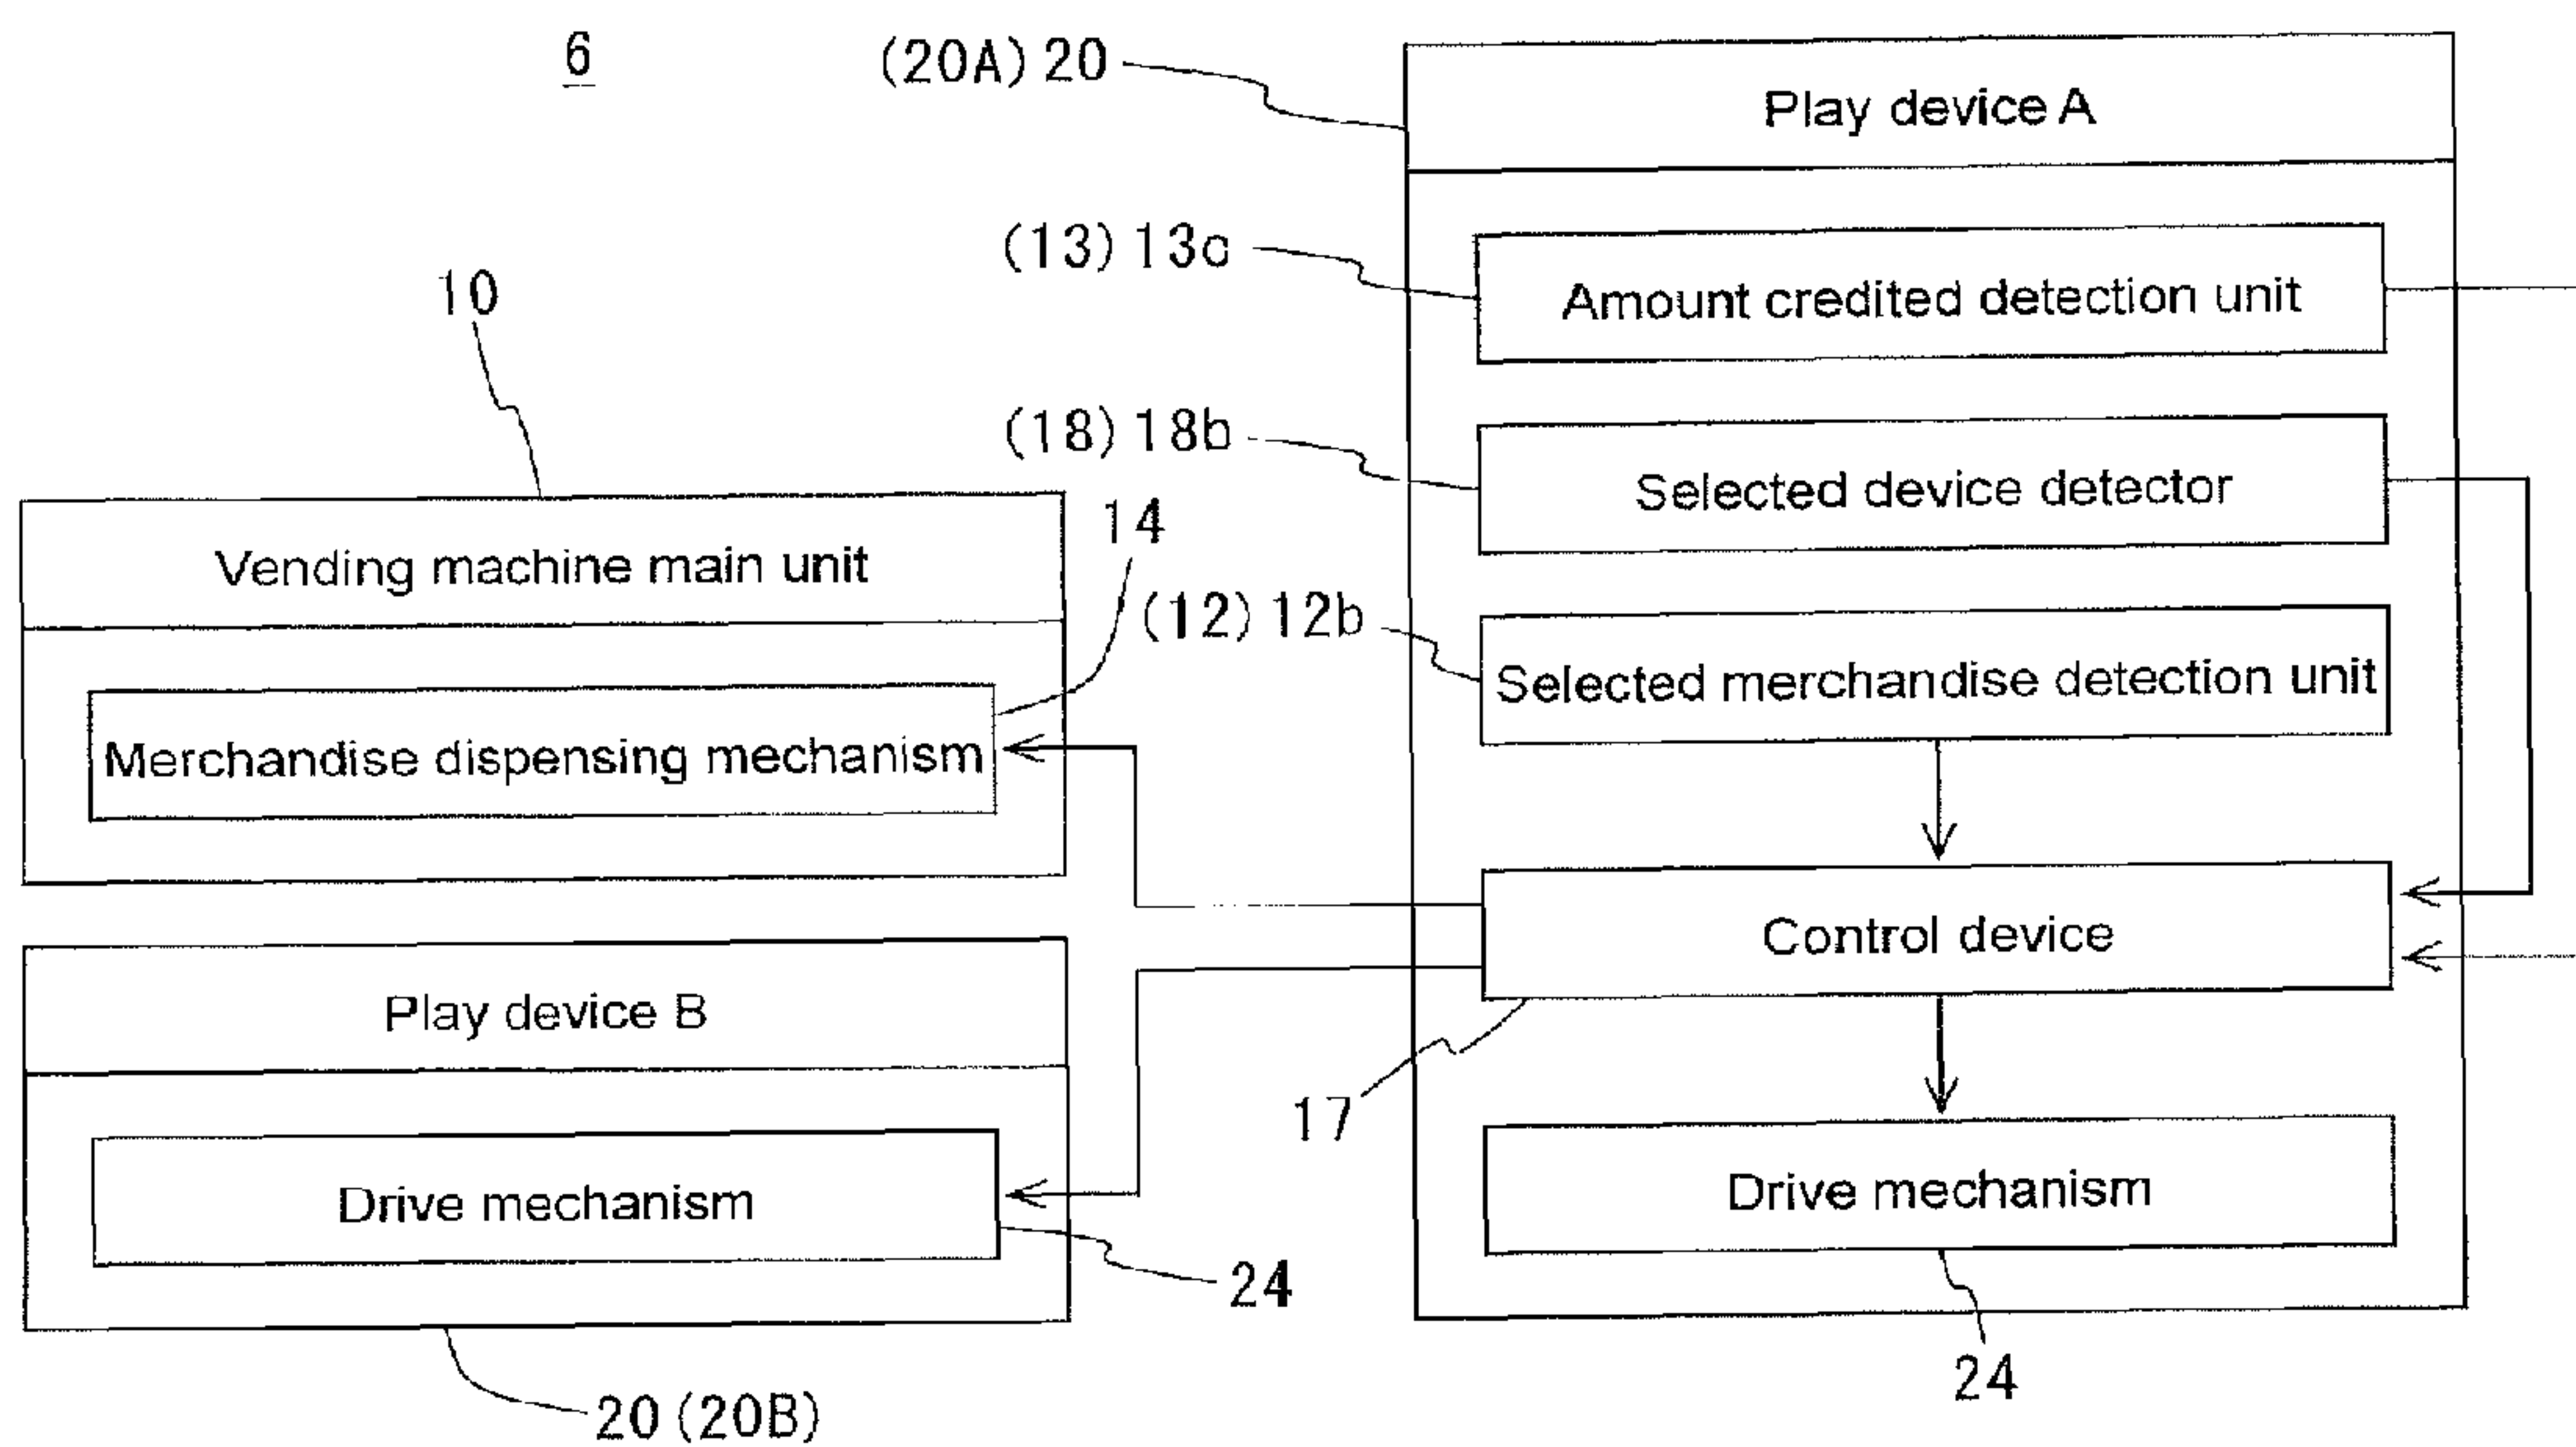 6
(20A) 20
Play device A
(13) 13c
Amount credited detection unit
10
(18) 18b
Selected device detector
Vending machine main unit
14
(12) 12b
Selected merchandise detection unit
Merchandise dispensing mechanism
Control device
Play device B
17
Drive mechanism
24
Drive mechanism
24
20 (20B)